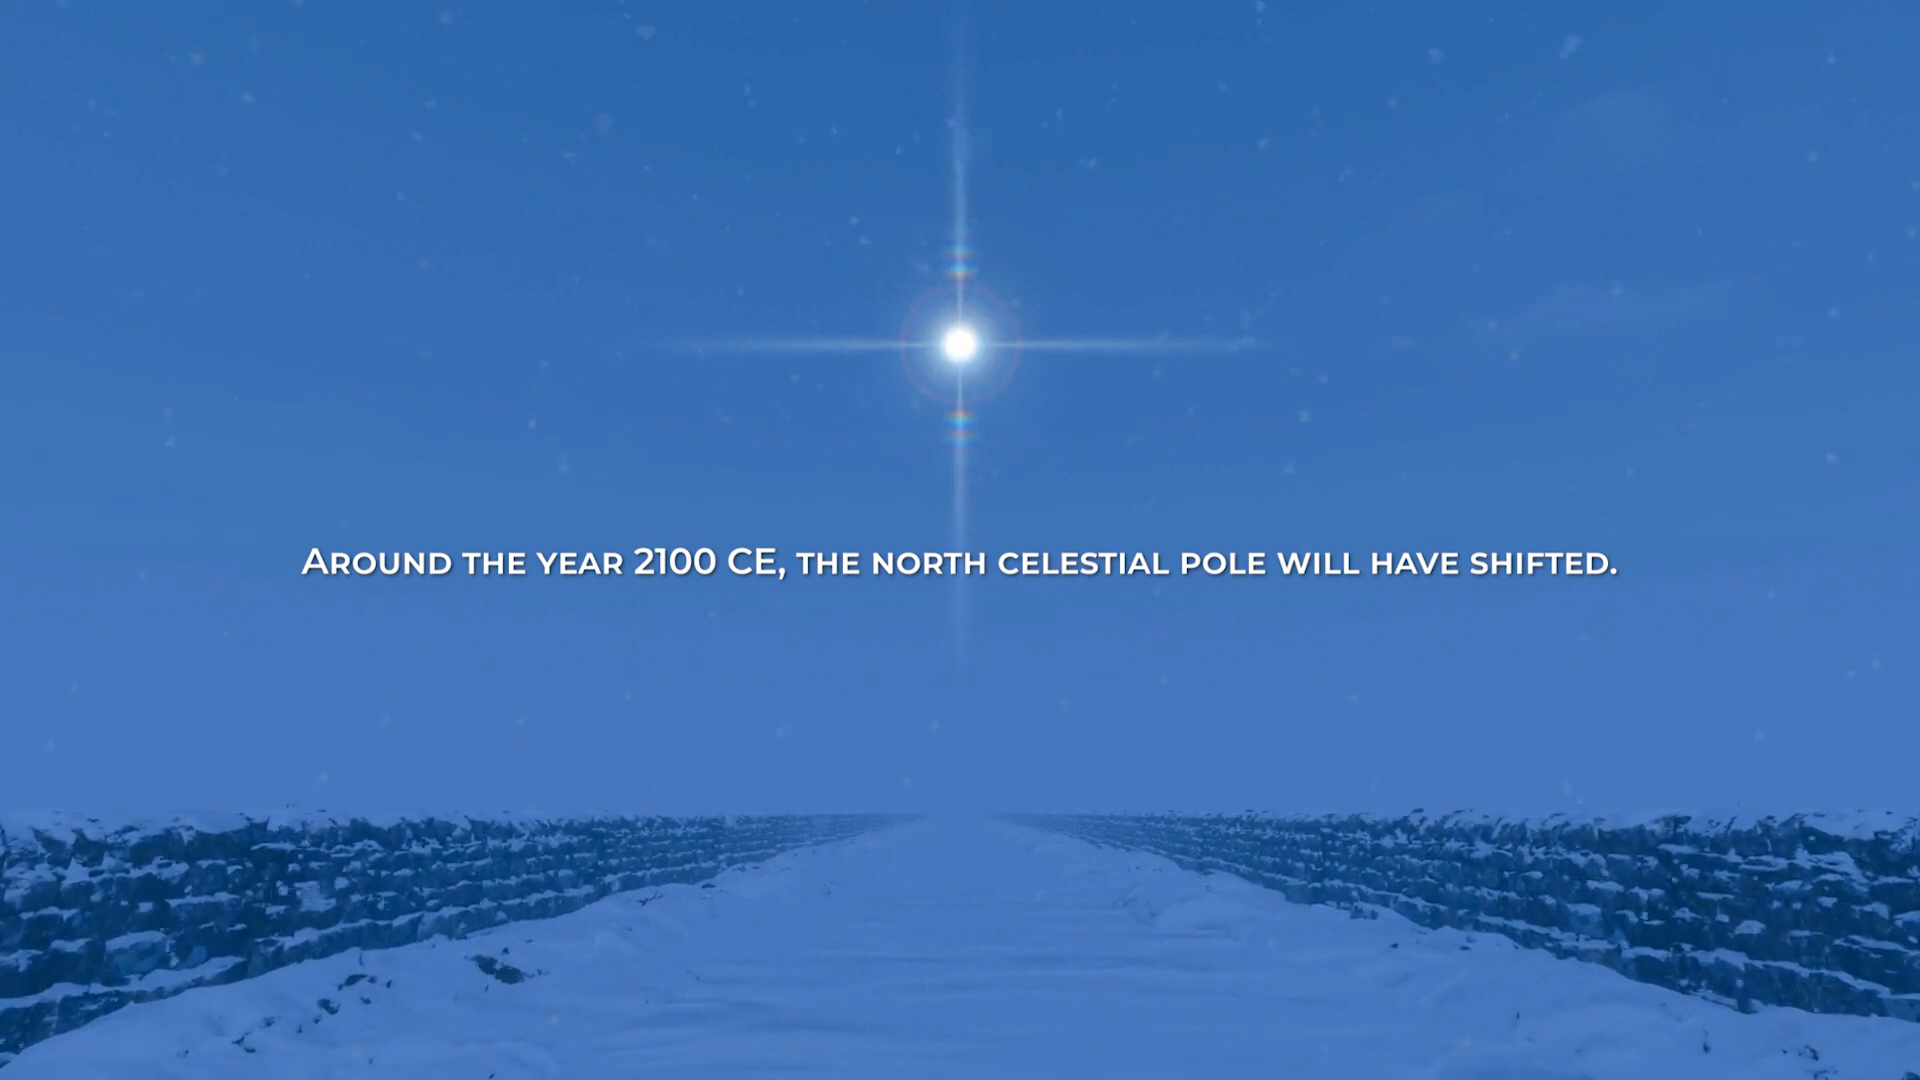 Around the year 2100 CE, the north celestial pole will have shifted.